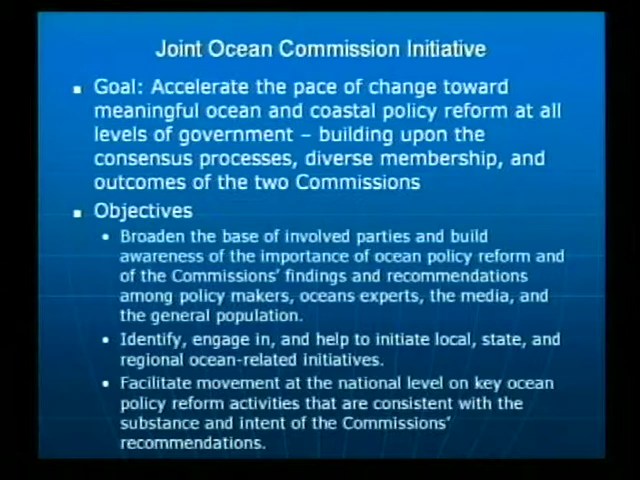 Joint Ocean Commission Initiative
▪ Goal: Accelerate the pace of change toward
meaningful ocean and coastal policy reform at all
levels of government – building upon the
consensus processes, diverse membership, and
outcomes of the two Commissions
▪ Objectives
• Broaden the base of involved parties and build
awareness of the importance of ocean policy reform and
of the Commissions' findings and recommendations
among policy makers, oceans experts, the media, and
the general population.
• Identify, engage in, and help to initiate local, state, and
regional ocean-related initiatives.
• Facilitate movement at the national level on key ocean
policy reform activities that are consistent with the
substance and intent of the Commissions'
recommendations.